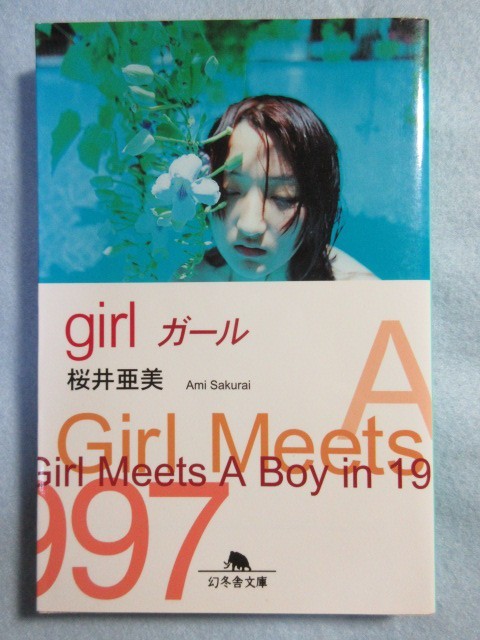 girl ガール
桜井亜美 Ami Sakurai
A
Girl Meets
Girl Meets A Boy in 19
997
幻冬舎文庫